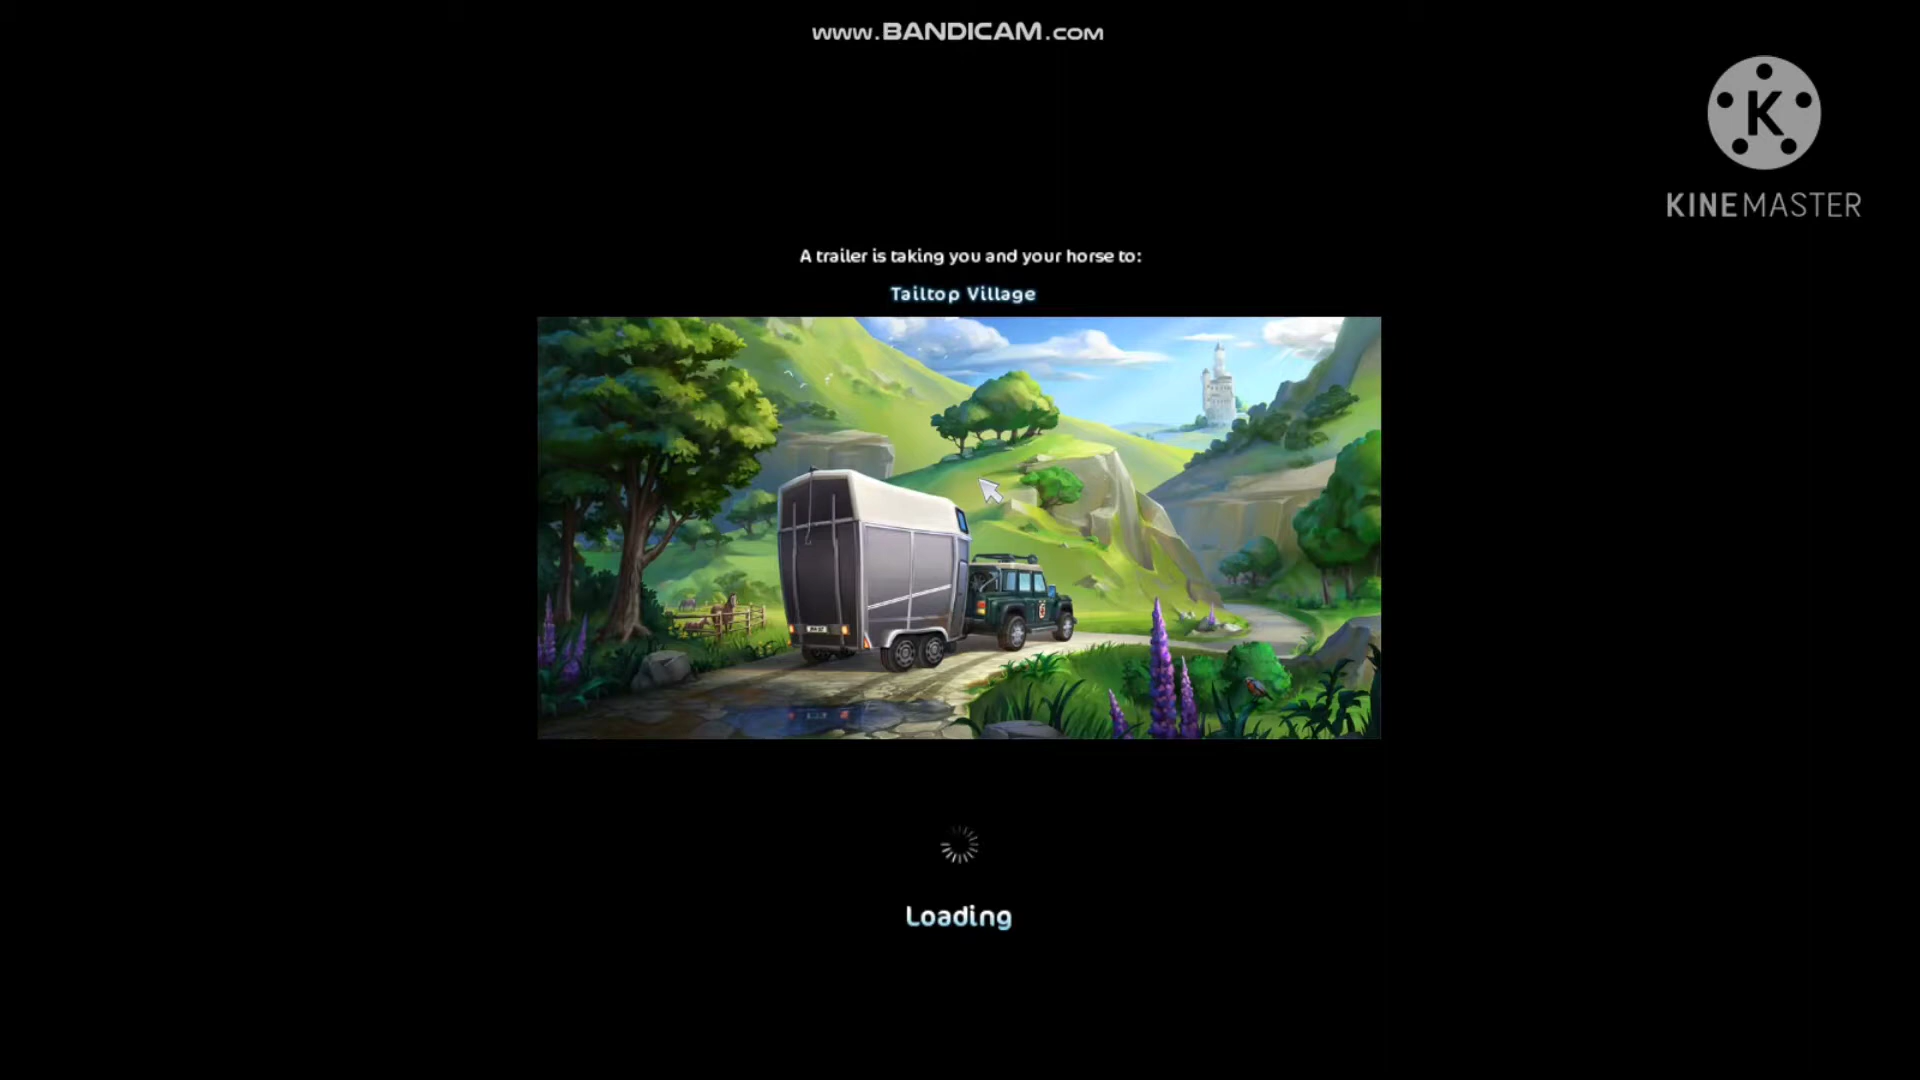 www.BANDICAM.COM
K
KINEMASTER
A trailer is taking you and your horse to:
Tailtop Village
Loading